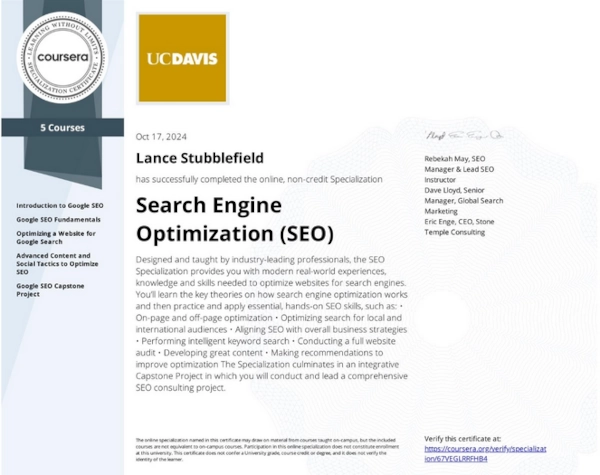 LEARNING WITHOUT LIMITS
coursera
SPECIALIZATION CERTIFICATE
5 Courses
Introduction to Google SEO
Google SEO Fundamentals
Optimizing a Website for
Google Search
Advanced Content and
Social Tactics to Optimize
SEO
Google SEO Capstone
Project
UCDAVIS
Oct 17, 2024
Lance Stubblefield
has successfully completed the online, non-credit Specialization
Search Engine
Optimization (SEO)
Designed and taught by industry-leading professionals, the SEO
Specialization provides you with modern real-world experiences,
knowledge and skills needed to optimize websites for search engines.
You'll learn the key theories on how search engine optimization works
and then practice and apply essential, hands-on SEO skills, such as: •
On-page and off-page optimization • Optimizing search for local and
international audiences • Aligning SEO with overall business strategies
• Performing intelligent keyword search • Conducting a full website
audit • Developing great content • Making recommendations to
improve optimization The Specialization culminates in an integrative
Capstone Project in which you will conduct and lead a comprehensive
SEO consulting project.
Rebekah May, SEO
Manager & Lead SEO
Instructor
Dave Lloyd, Senior
Manager, Global Search
Marketing
Eric Enge, CEO, Stone
Temple Consulting
The online specialization named in this certificate may draw on material from courses taught on-campus, but the included
courses are not equivalent to on-campus courses. Participation in this online specialization does not constitute enrollment
at this university. This certificate does not confer a University grade, course credit or degree, and it does not verify the
identity of the learner.
Verify this certificate at:
https://coursera.org/verify/specializat
ion/67VEGLRRFHB4